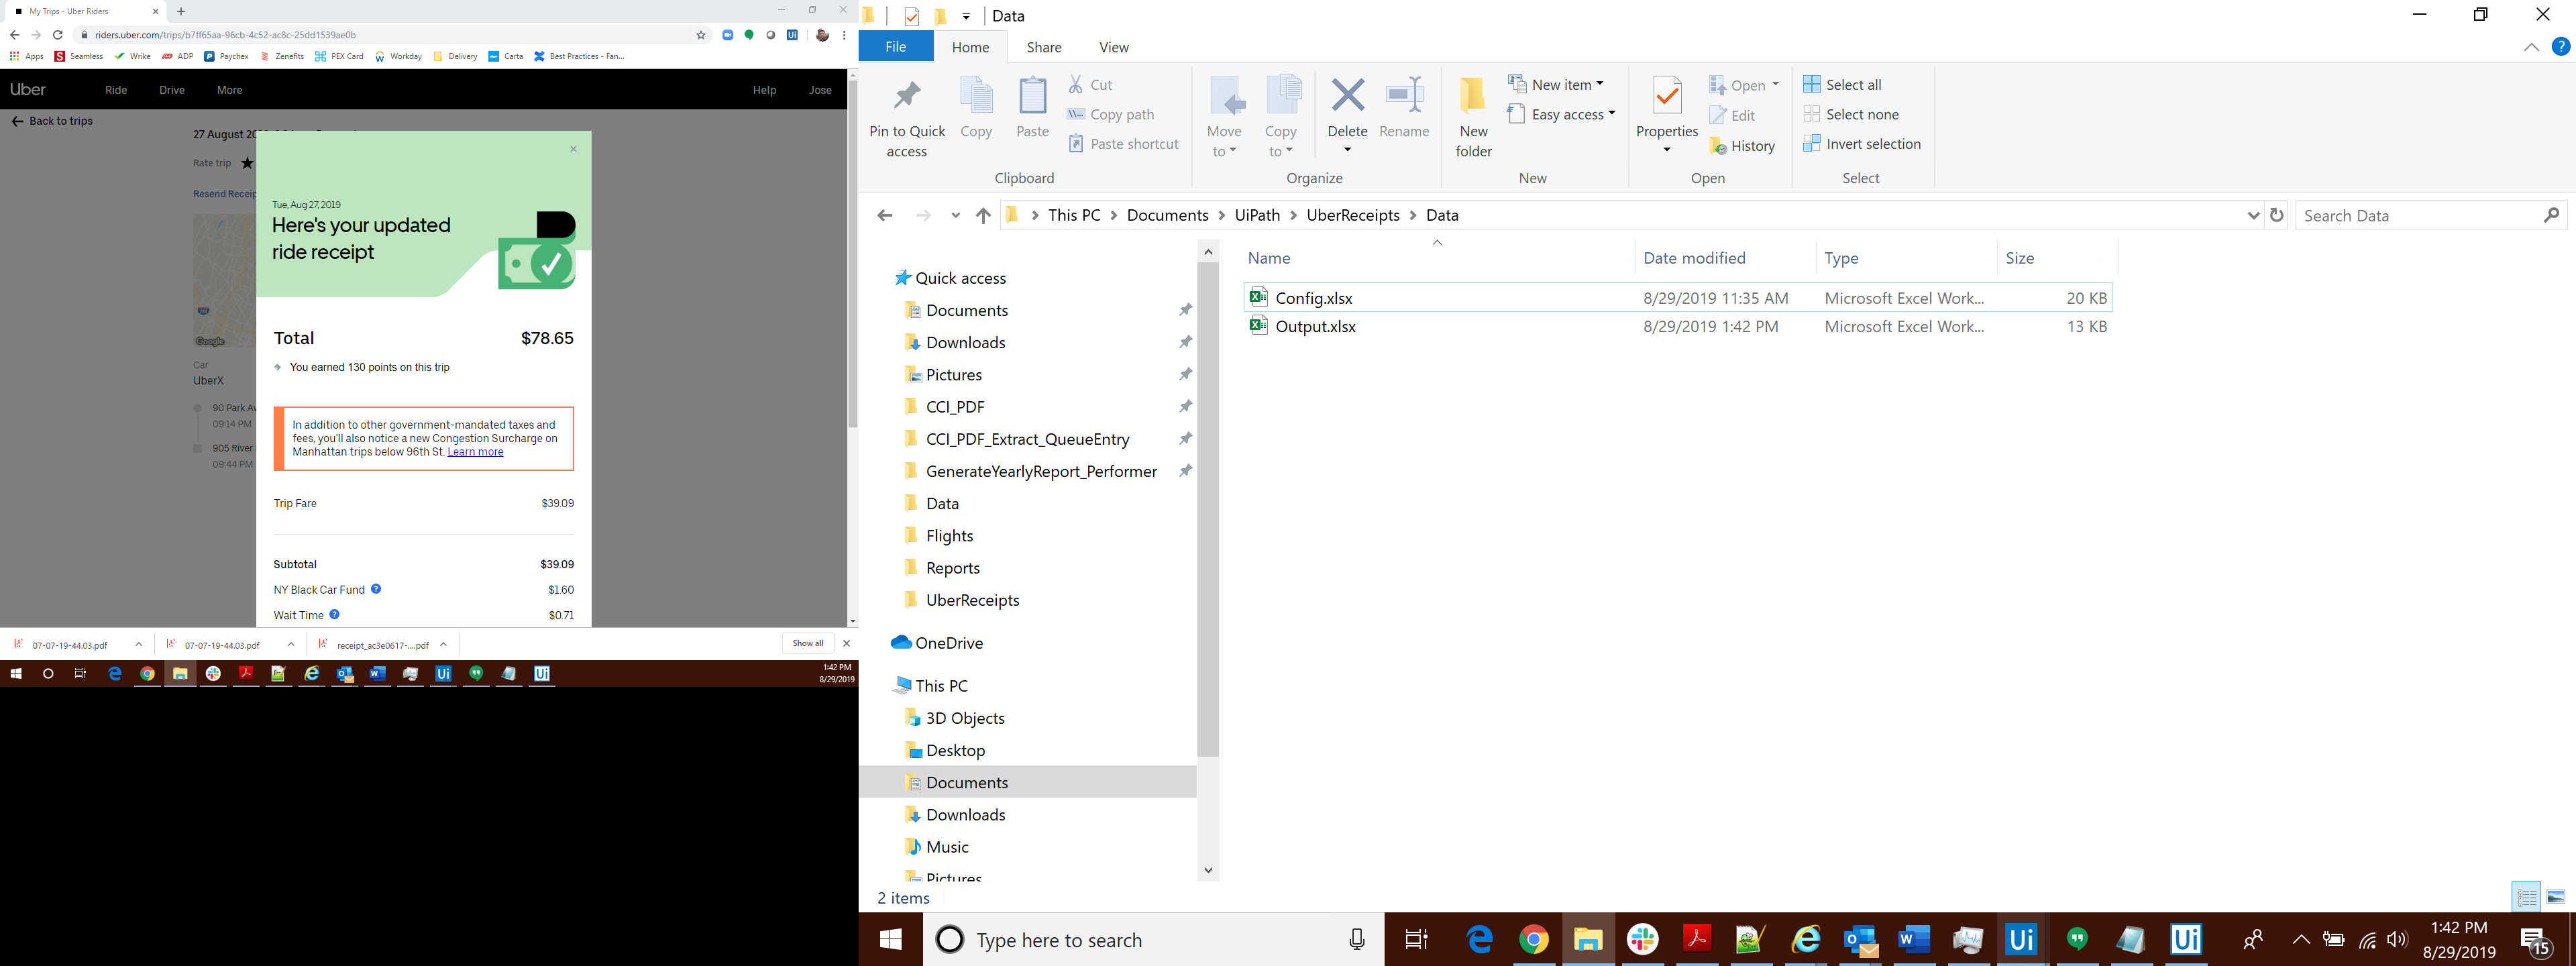 My Trips - Uber Riders
riders.uber.com/trips/b7ff65aa-96cb-4c52-ac8c-25dd1539ae0b
Apps Seamless Wrike ADP Paychex Zenefits PEX Card Workday Delivery Carta Best Practices - Fan...
Uber Ride Drive More Help Jose
Back to trips
27 August
Rate trip
Resend Receip
Google
Car
UberX
90 Park Av
09:14 PM
905 River
09:44 PM
Tue, Aug 27, 2019
Here's your updated
ride receipt
Total $78.65
You earned 130 points on this trip
In addition to other government-mandated taxes and
fees, you'll also notice a new Congestion Surcharge on
Manhattan trips below 96th St. Learn more
Trip Fare $39.09
Subtotal $39.09
NY Black Car Fund ? $1.60
Wait Time ? $0.71
07-07-19-44.03.pdf 07-07-19-44.03.pdf receipt_ac3e0617-....pdf Show all
1:42 PM
8/29/2019
Data
File Home Share View
Pin to Quick
access
Copy
Paste
Cut
Copy path
Paste shortcut
Clipboard
Move
to
Copy
to
Delete
Rename
Organize
New
folder
New item
Easy access
New
Properties
Open
Edit
History
Open
Select all
Select none
Invert selection
Select
This PC > Documents > UiPath > UberReceipts > Data
Search Data
Name Date modified Type Size
Config.xlsx 8/29/2019 11:35 AM Microsoft Excel Work... 20 KB
Output.xlsx 8/29/2019 1:42 PM Microsoft Excel Work... 13 KB
Quick access
Documents
Downloads
Pictures
CCI_PDF
CCI_PDF_Extract_QueueEntry
GenerateYearlyReport_Performer
Data
Flights
Reports
UberReceipts
OneDrive
This PC
3D Objects
Desktop
Documents
Downloads
Music
Pictures
2 items
Type here to search
Ui
Ui
1:42 PM
8/29/2019
15